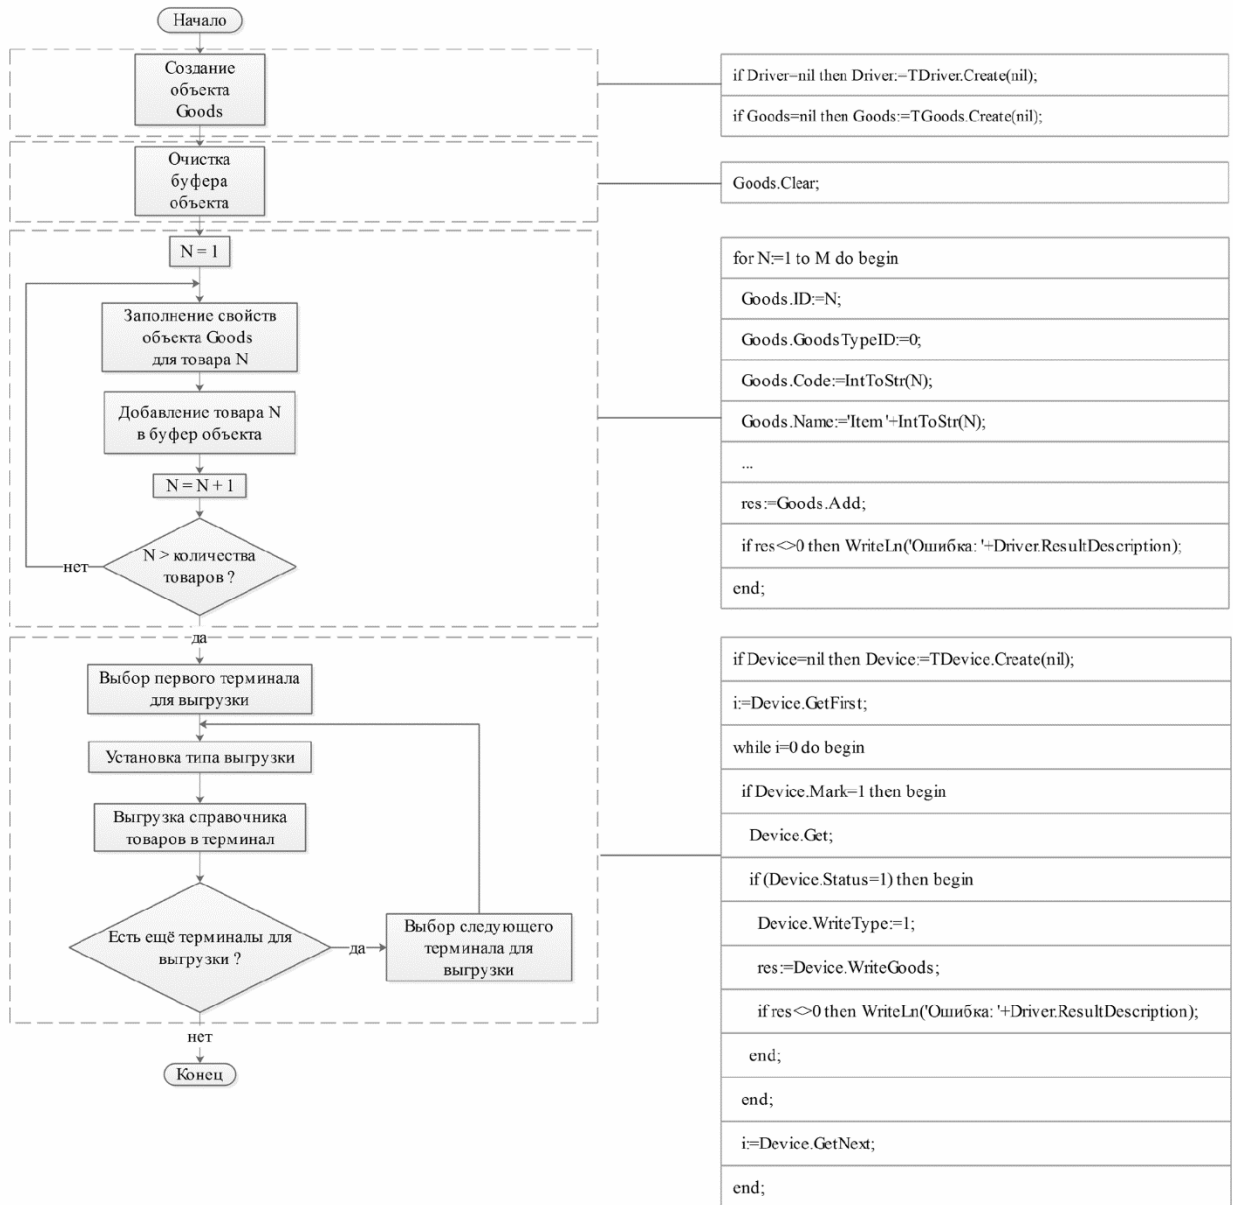 Начало
Создание
объекта
Goods
Очистка
буфера
объекта
N = 1
Заполнение свойств
объекта Goods
для товара N
Добавление товара N
в буфер объекта
N = N + 1
N > количества
товаров ?
нет
да
Выбор первого терминала
для выгрузки
Установка типа выгрузки
Выгрузка справочника
товаров в терминал
Есть ещё терминалы для
выгрузки ?
да
Выбор следующего
терминала для
выгрузки
нет
Конец
if Driver=nil then Driver:=TDriver.Create(nil);
if Goods=nil then Goods:=TGoods.Create(nil);
Goods.Clear;
for N:=1 to M do begin
Goods.ID:=N;
Goods.GoodsTypeID:=0;
Goods.Code:=IntToStr(N);
Goods.Name:='Item '+IntToStr(N);
...
res:=Goods.Add;
if res<>0 then WriteLn('Ошибка: '+Driver.ResultDescription);
end;
if Device=nil then Device:=TDevice.Create(nil);
i:=Device.GetFirst;
while i=0 do begin
if Device.Mark=1 then begin
Device.Get;
if (Device.Status=1) then begin
Device.WriteType:=1;
res:=Device.WriteGoods;
if res<>0 then WriteLn('Ошибка: '+Driver.ResultDescription);
end;
end;
i:=Device.GetNext;
end;